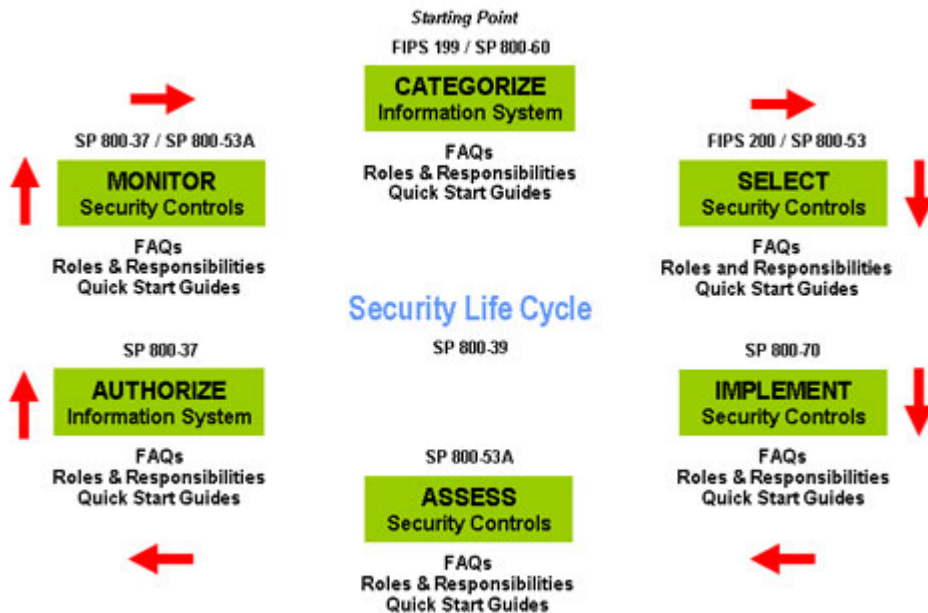 Starting Point
FIPS 199 / SP 800-60
CATEGORIZE
Information System
FAQs
Roles & Responsibilities
Quick Start Guides
SP 800-37 / SP 800-53A
MONITOR
Security Controls
FAQs
Roles & Responsibilities
Quick Start Guides
FIPS 200 / SP 800-53
SELECT
Security Controls
FAQs
Roles and Responsibilities
Quick Start Guides
Security Life Cycle
SP 800-39
SP 800-37
AUTHORIZE
Information System
FAQs
Roles & Responsibilities
Quick Start Guides
SP 800-70
IMPLEMENT
Security Controls
FAQs
Roles & Responsibilities
Quick Start Guides
SP 800-53A
ASSESS
Security Controls
FAQs
Roles & Responsibilities
Quick Start Guides